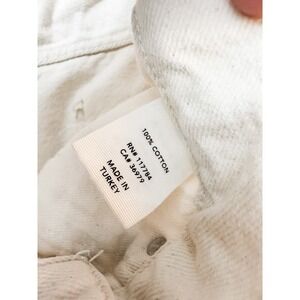 100% COTTON
RN# 117784
CA# 36979
MADE IN
TURKEY